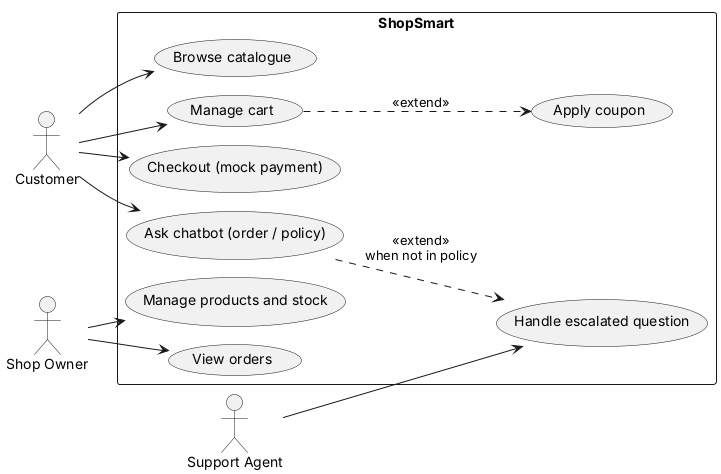 ShopSmart
Browse catalogue
Manage cart
«extend»
Apply coupon
Customer
Checkout (mock payment)
Ask chatbot (order / policy)
«extend»
when not in policy
Manage products and stock
Handle escalated question
Shop Owner
View orders
Support Agent